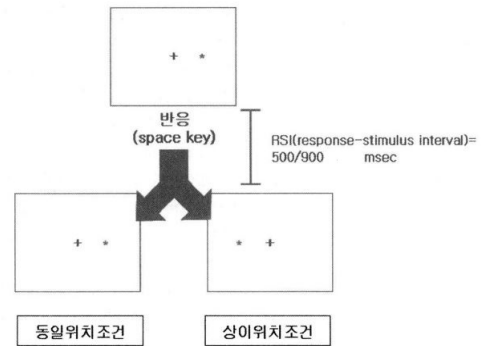 + *
반응
(space key)
RSI(response-stimulus interval)=
500/900 msec
+ *
* +
동일위치조건
상이위치조건